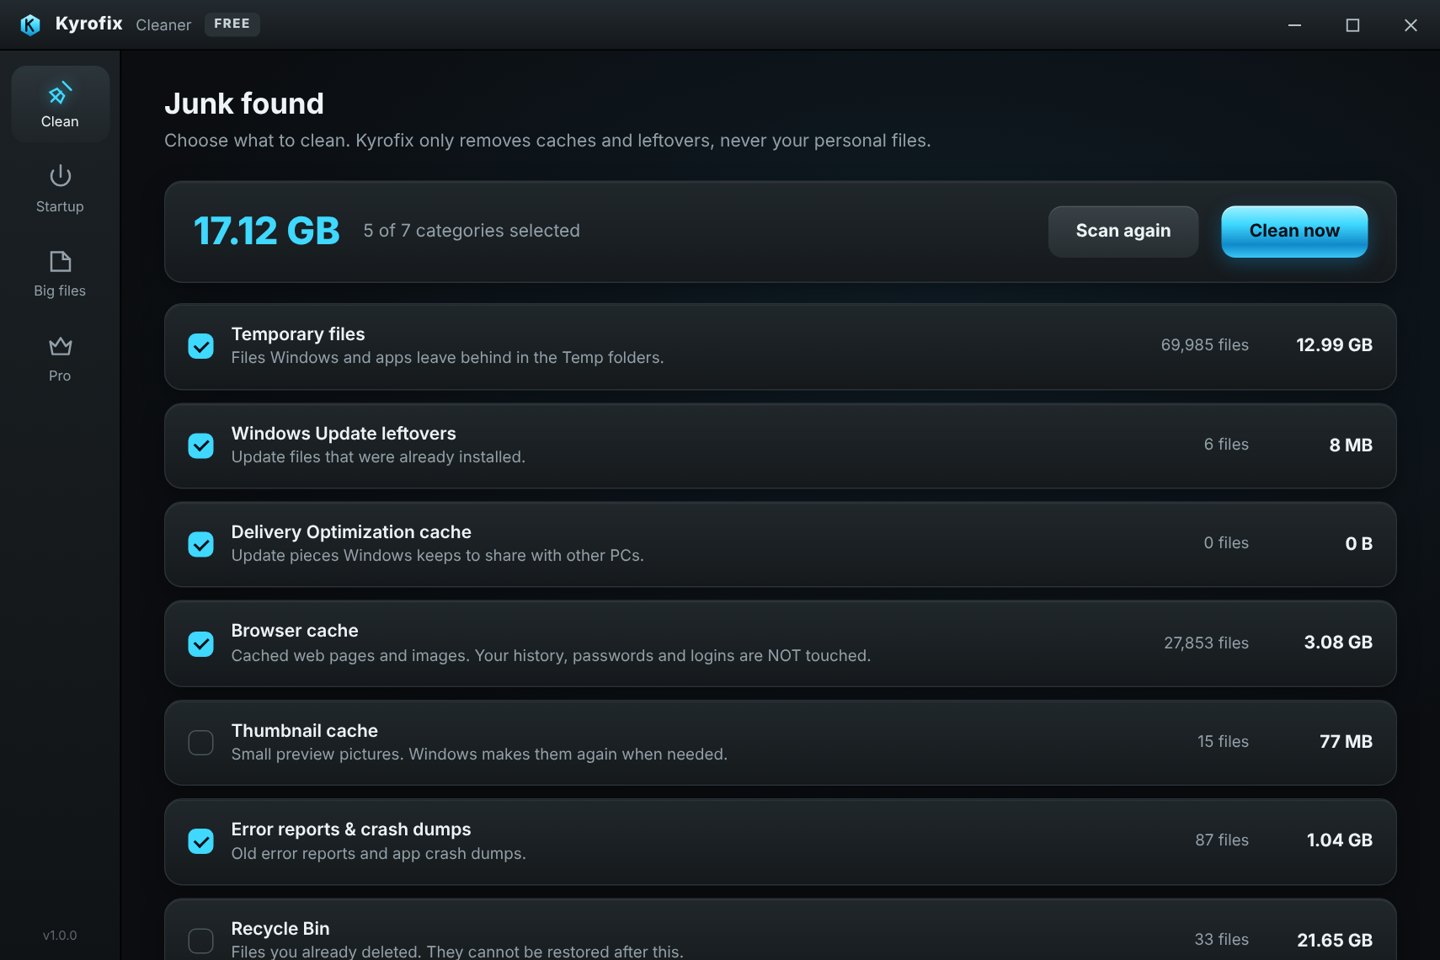 Kyrofix Cleaner FREE
Clean
Startup
Big files
Pro
v1.0.0
Junk found
Choose what to clean. Kyrofix only removes caches and leftovers, never your personal files.
17.12 GB 5 of 7 categories selected Scan again Clean now
Temporary files
Files Windows and apps leave behind in the Temp folders.
69,985 files 12.99 GB
Windows Update leftovers
Update files that were already installed.
6 files 8 MB
Delivery Optimization cache
Update pieces Windows keeps to share with other PCs.
0 files 0 B
Browser cache
Cached web pages and images. Your history, passwords and logins are NOT touched.
27,853 files 3.08 GB
Thumbnail cache
Small preview pictures. Windows makes them again when needed.
15 files 77 MB
Error reports & crash dumps
Old error reports and app crash dumps.
87 files 1.04 GB
Recycle Bin
Files you already deleted. They cannot be restored after this.
33 files 21.65 GB